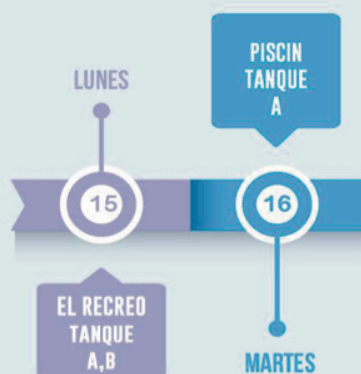 LUNES
15
EL RECREO
TANQUE
A,B
PISCIN
TANQUE
A
16
MARTES